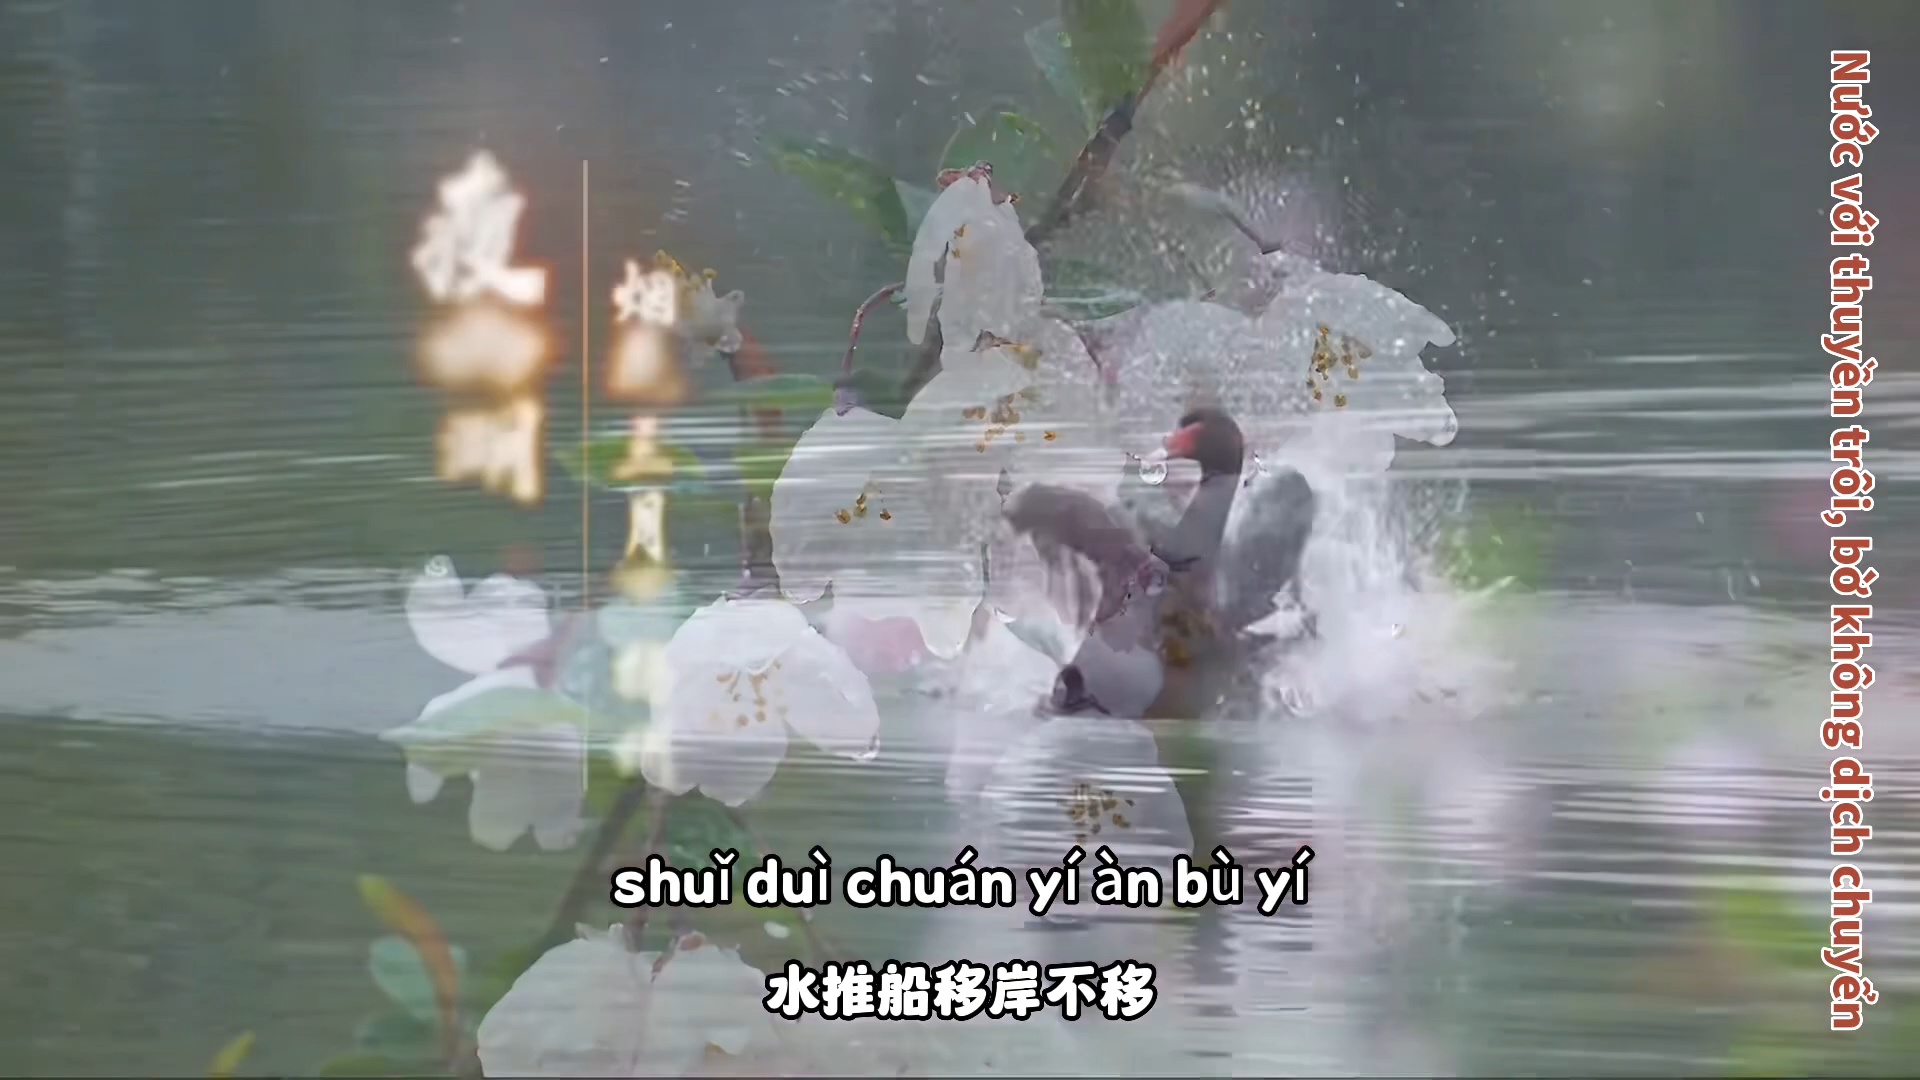 Nước với thuyền trôi, bờ không dịch chuyển
shuǐ duì chuán yí àn bù yí
水推船移岸不移